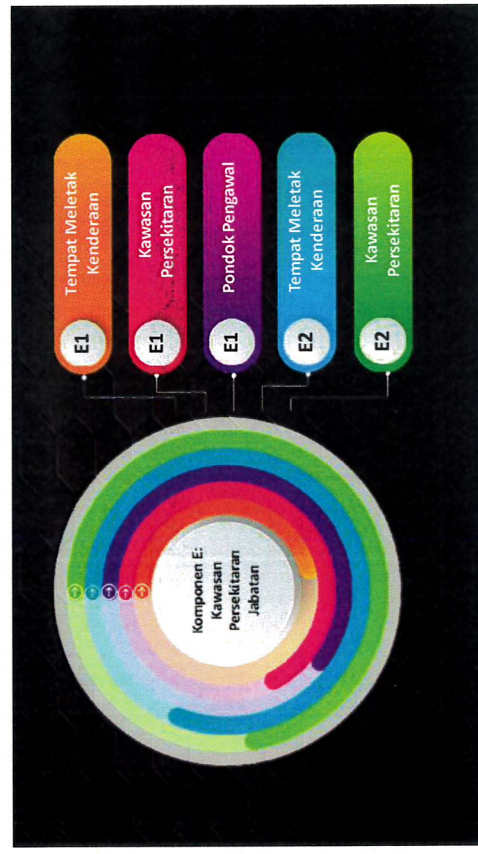 Komponen E:
Kawasan
Persekitaran
Jabatan
E1
Tempat Meletak
Kenderaan
E1
Kawasan
Persekitaran
E1
Pondok Pengawal
E2
Tempat Meletak
Kenderaan
E2
Kawasan
Persekitaran